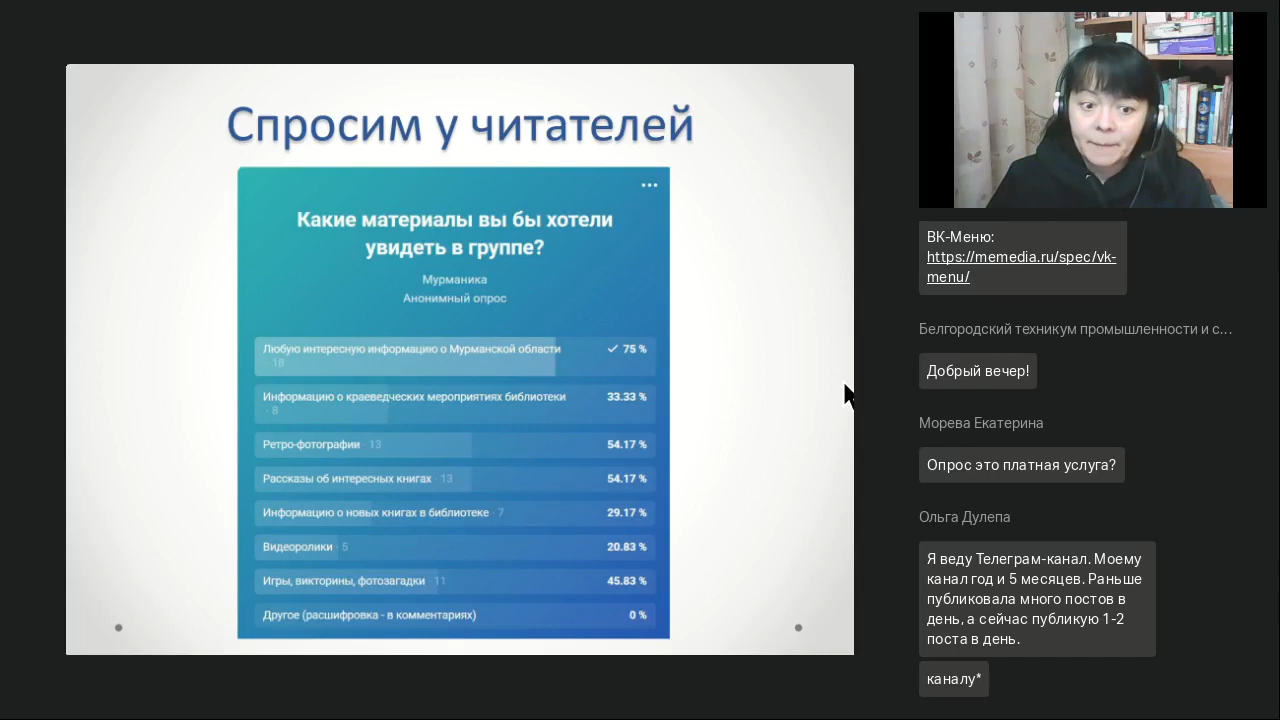 Спросим у читателей
Какие материалы вы бы хотели
увидеть в группе?
Мурманика
Анонимный опрос
Любую интересную информацию о Мурманской области
· 18
75 %
Информацию о краеведческих мероприятиях библиотеки
· 8
33.33 %
Ретро-фотографии · 13 54.17 %
Рассказы об интересных книгах · 13 54.17 %
Информацию о новых книгах в библиотеке · 7 29.17 %
Видеоролики · 5 20.83 %
Игры, викторины, фотозагадки · 11 45.83 %
Другое (расшифровка - в комментариях) 0 %
ВК-Меню:
https://memedia.ru/spec/vk-
menu/
Белгородский техникум промышленности и с...
Добрый вечер!
Морева Екатерина
Опрос это платная услуга?
Ольга Дулепа
Я веду Телеграм-канал. Моему
канал год и 5 месяцев. Раньше
публиковала много постов в
день, а сейчас публикую 1-2
поста в день.
каналу*